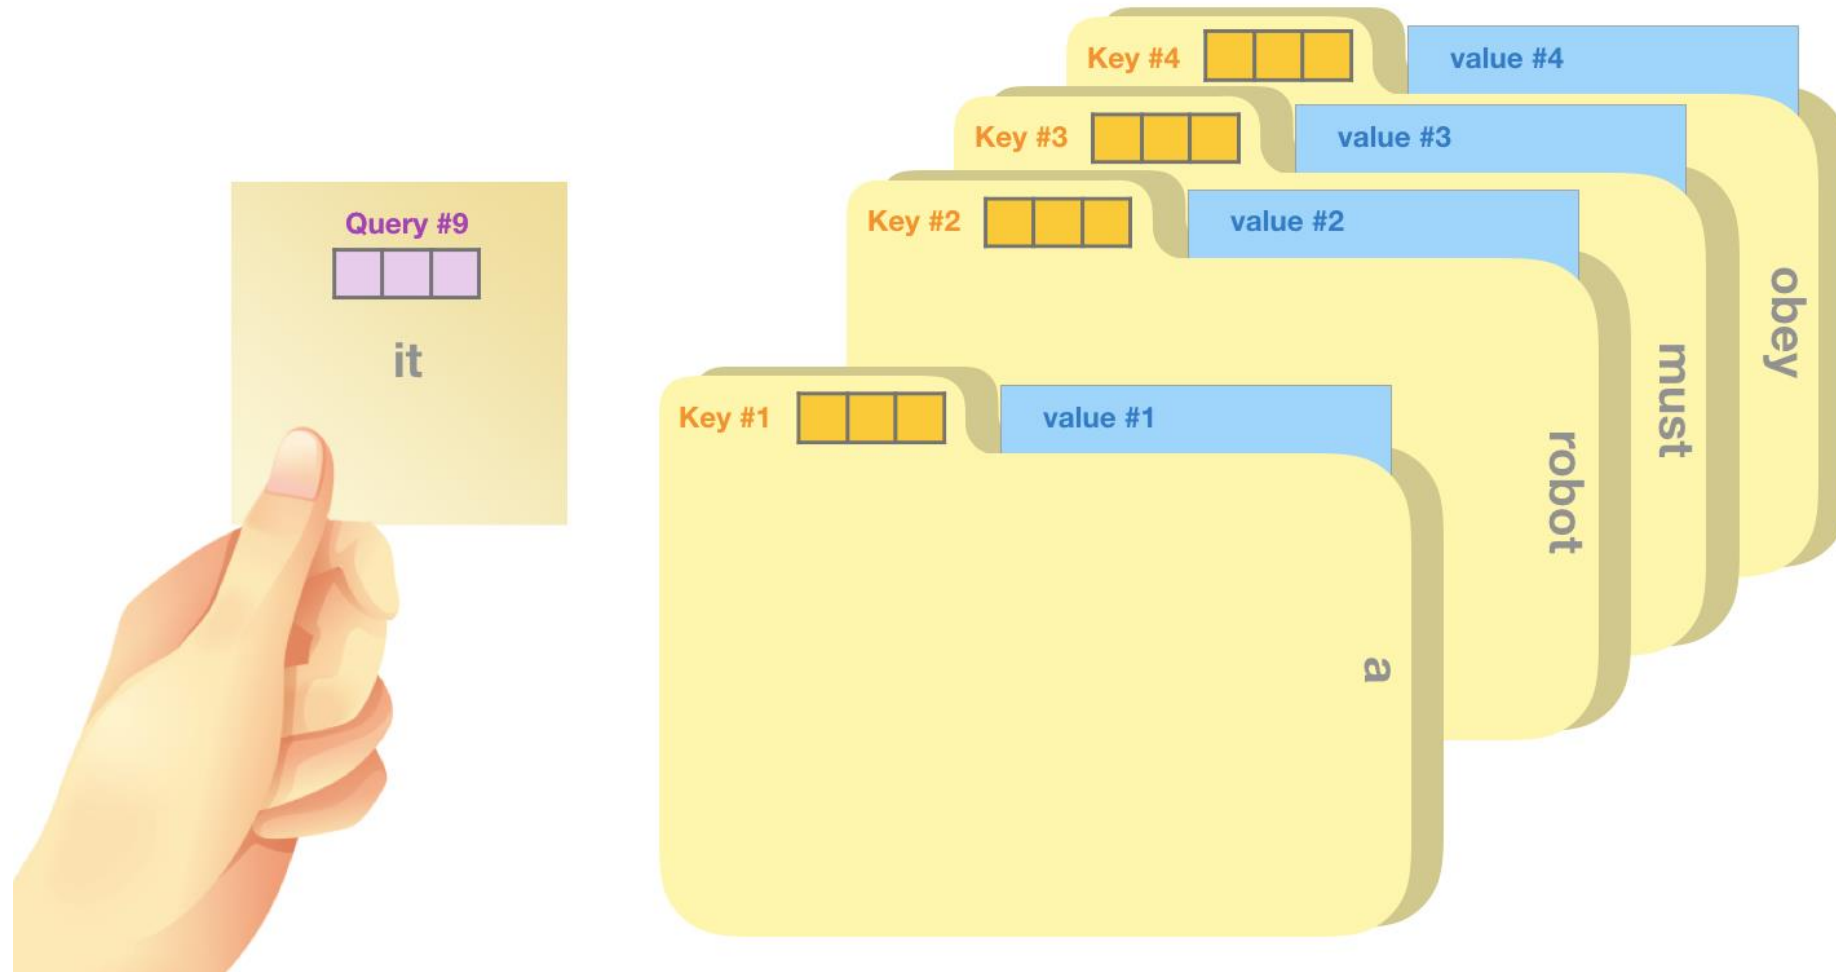 Query #9
it
Key #1
value #1
a
Key #2
value #2
robot
Key #3
value #3
must
Key #4
value #4
obey